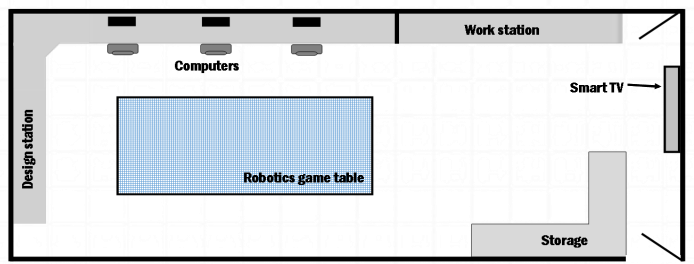 Work station
Computers
Smart TV
Design station
Robotics game table
Storage